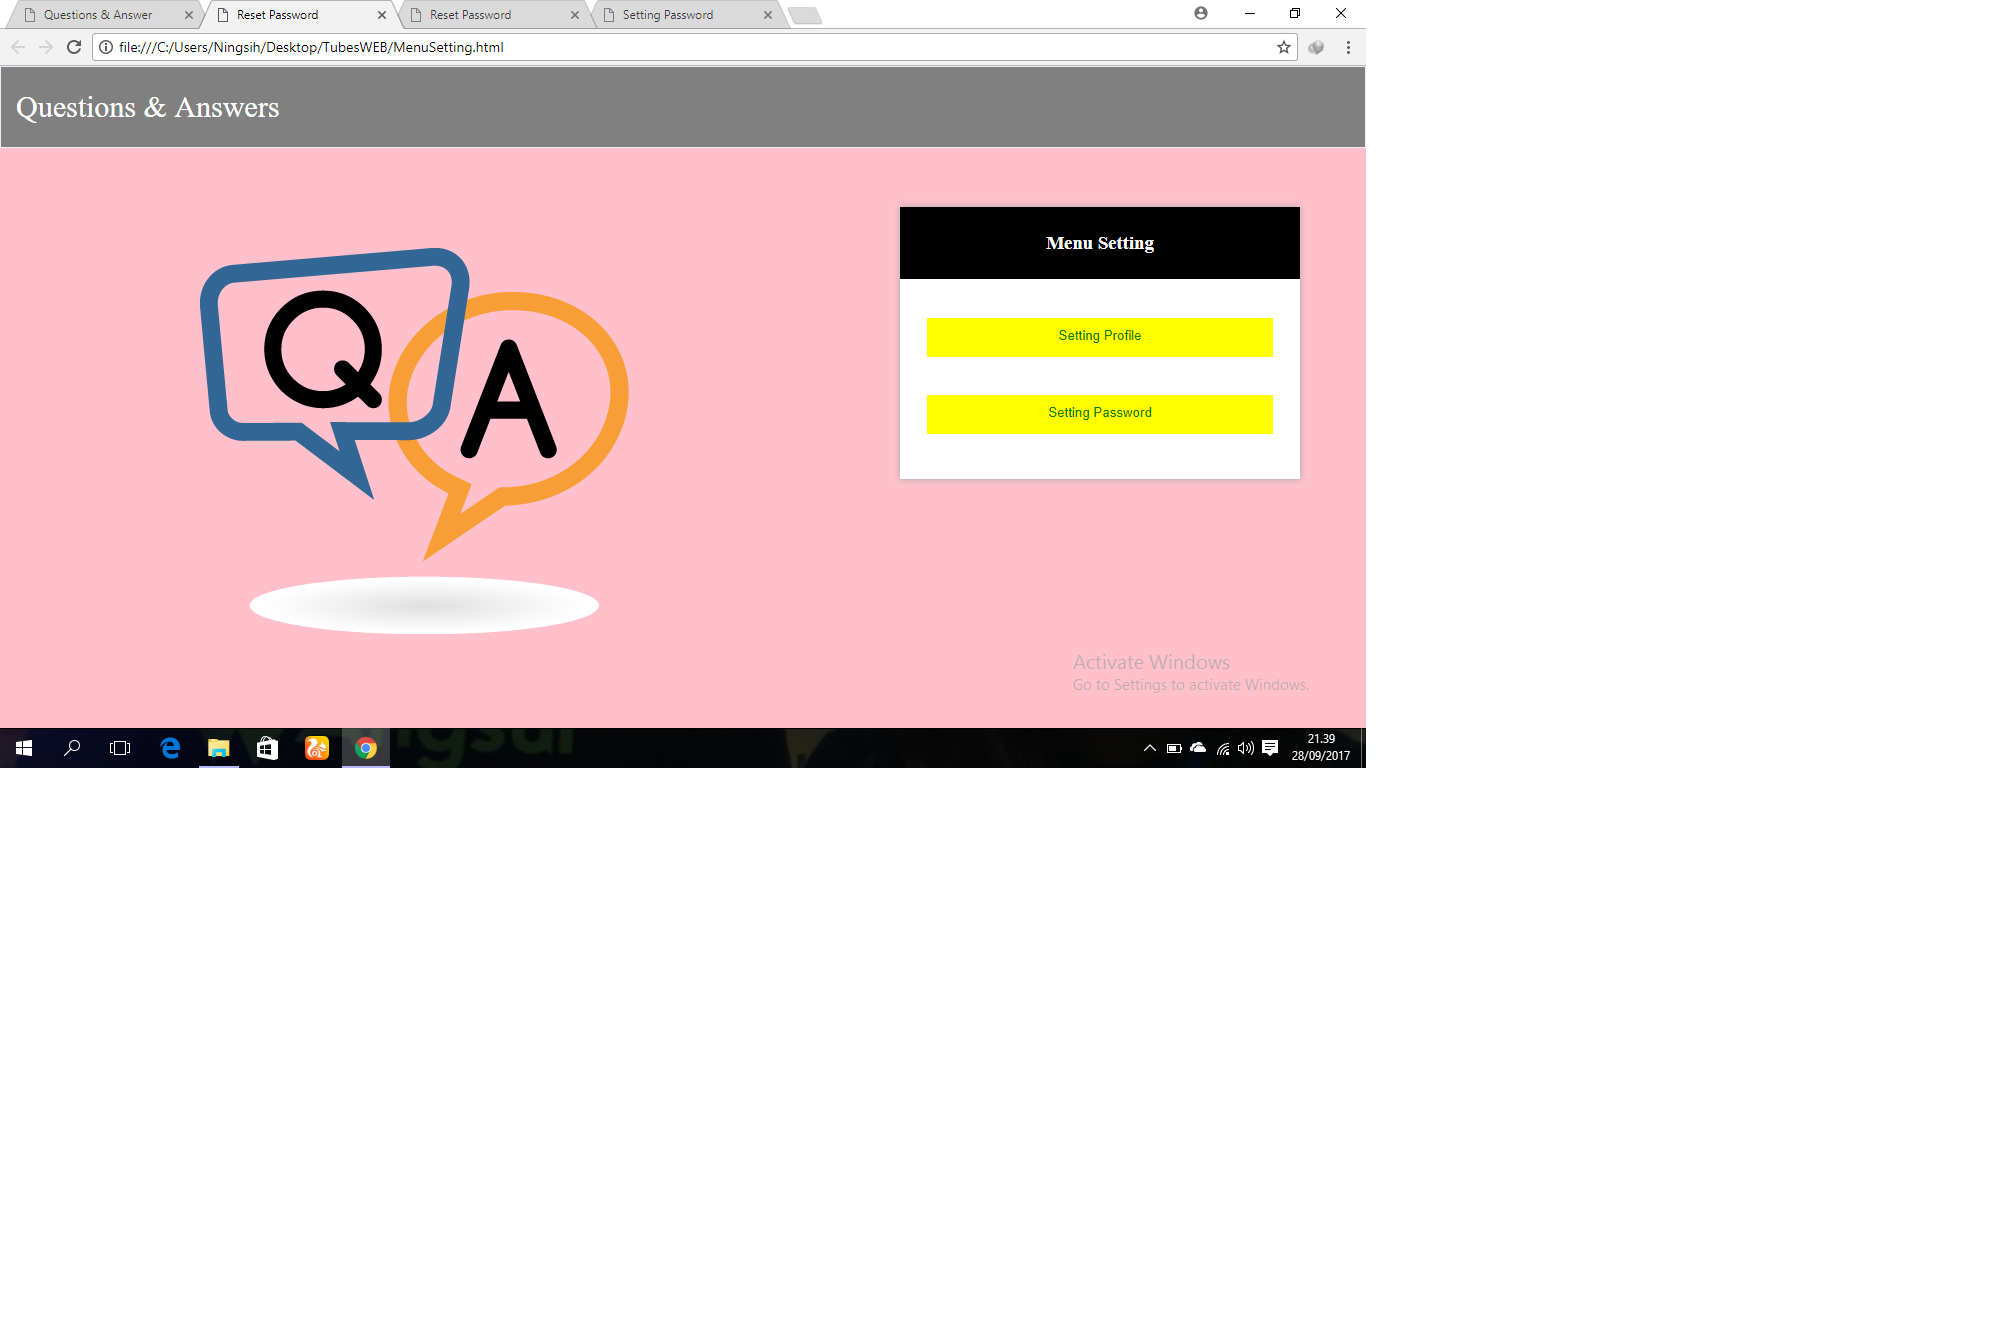 Questions & Answer
Reset Password
Reset Password
Setting Password
file:///C:/Users/Ningsih/Desktop/TubesWEB/MenuSetting.html
Questions & Answers
Menu Setting
Q
A
Setting Profile
Setting Password
Activate Windows
Go to Settings to activate Windows.
21.39
28/09/2017